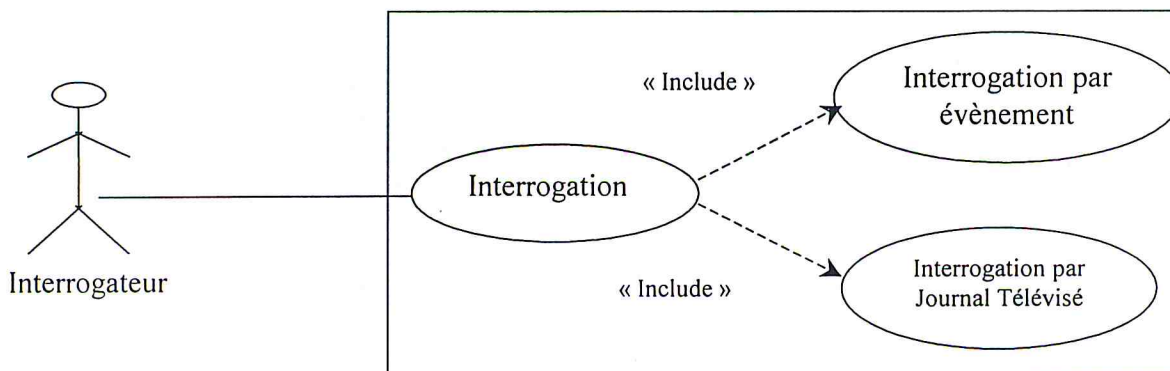 « Include »
Interrogation par
évènement
Interrogation
Interrogateur
« Include »
Interrogation par
Journal Télévisé